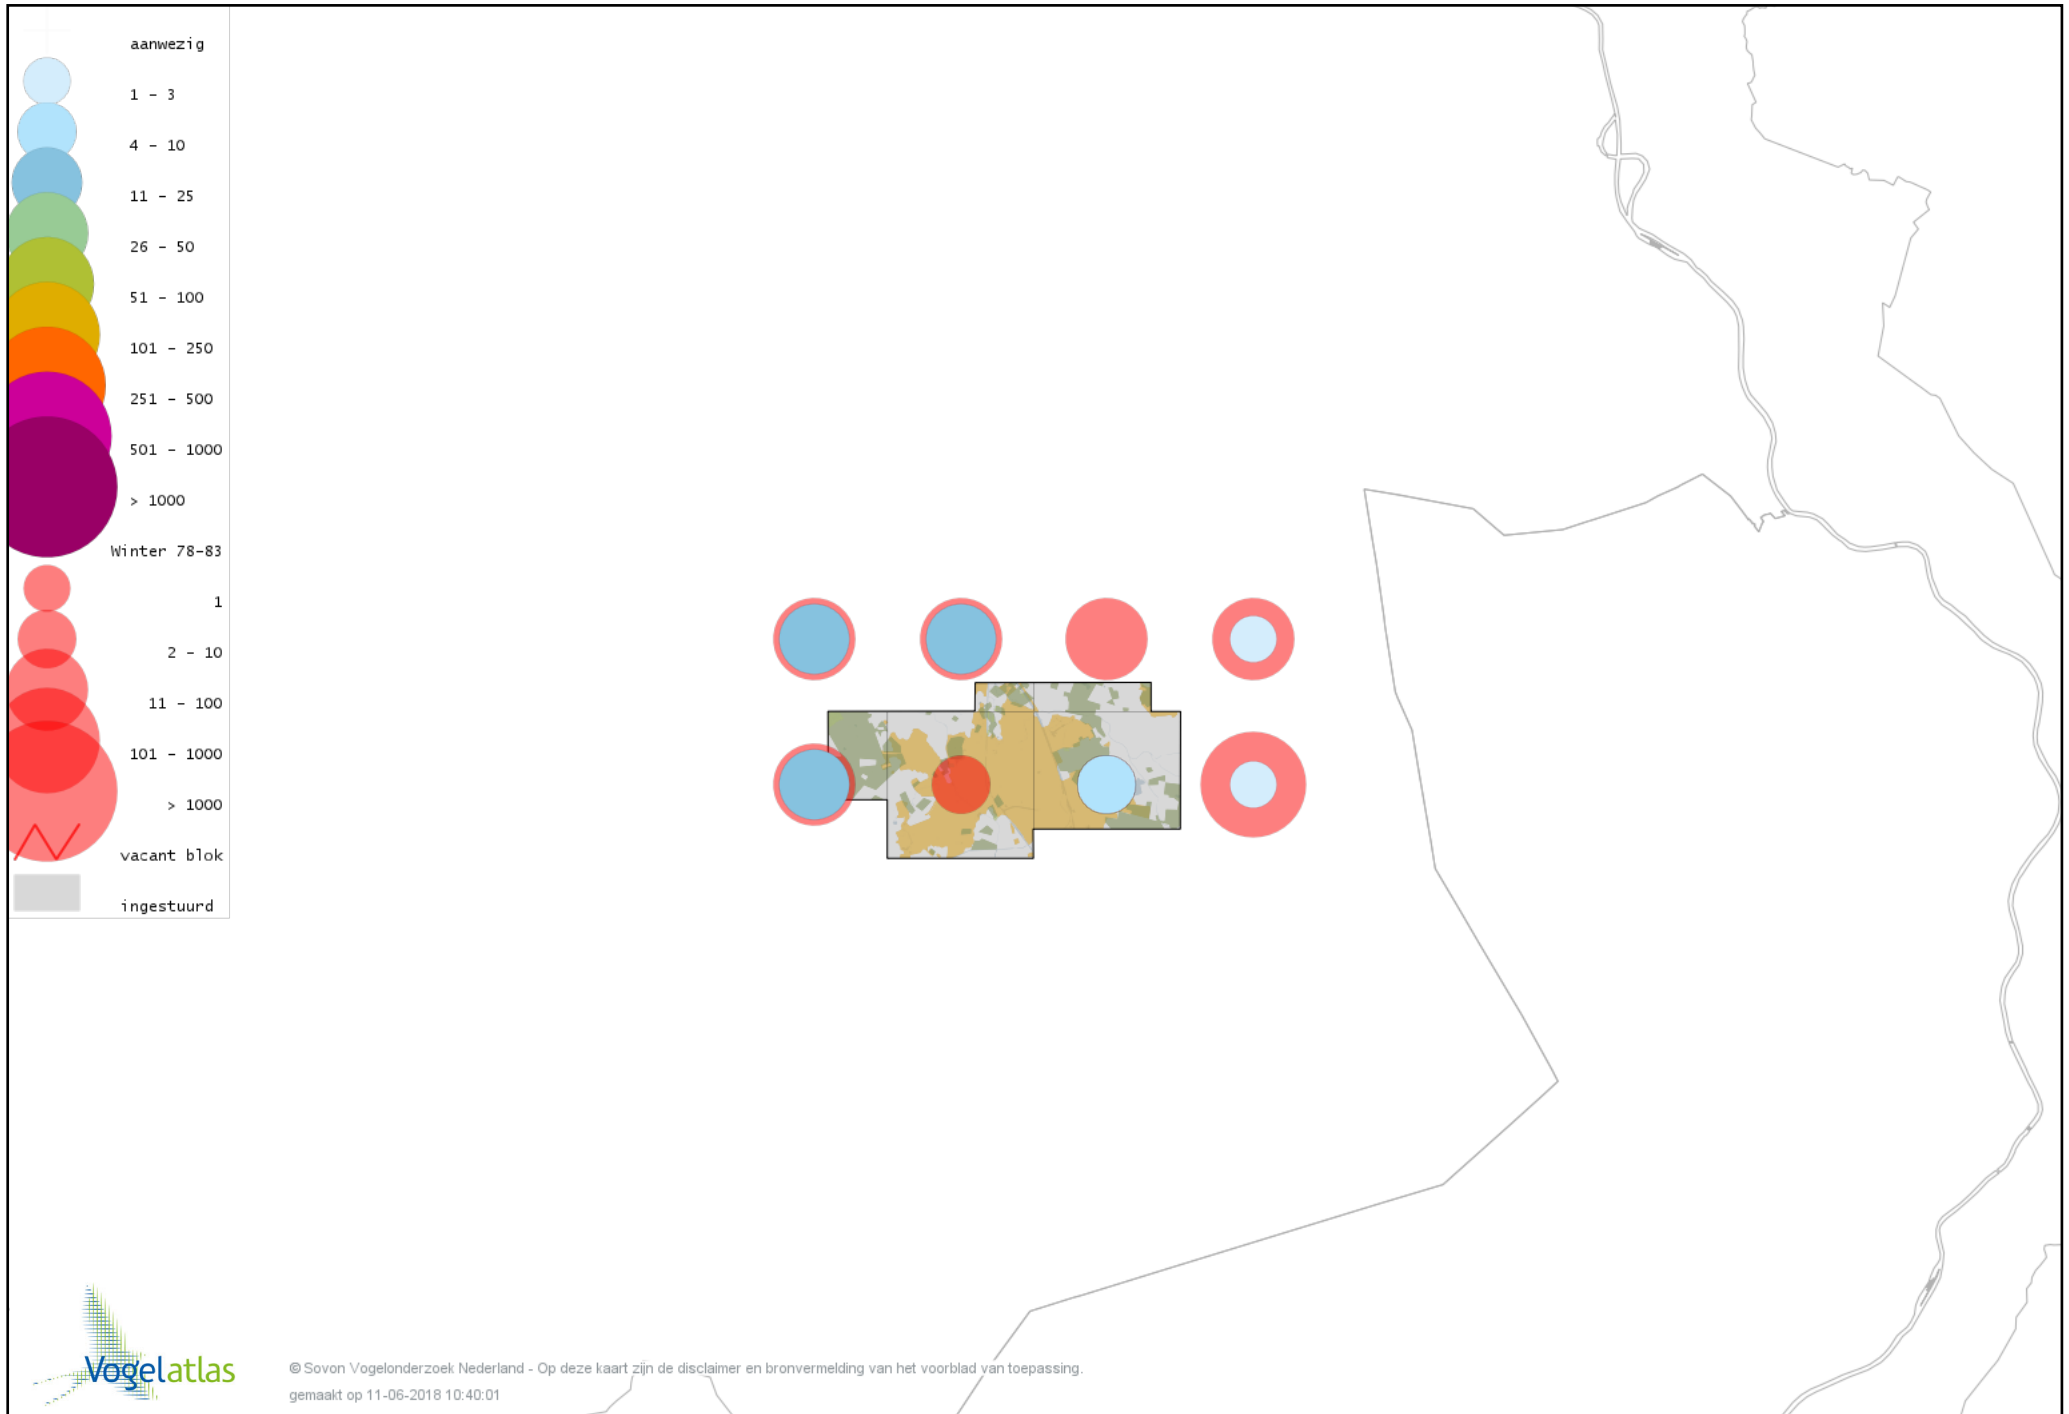 aanwezig
1 - 3
4 - 10
11 - 25
26 - 50
51 - 100
101 - 250
251 - 500
501 - 1000
> 1000
Winter 78-83
1
2 - 10
11 - 100
101 - 1000
> 1000
vacant blok
ingestuurd
Vogelatlas
© Sovon Vogelonderzoek Nederland - Op deze kaart zijn de disclaimer en bronvermelding van het voorblad van toepassing.
gemaakt op 11-06-2018 10:40:01